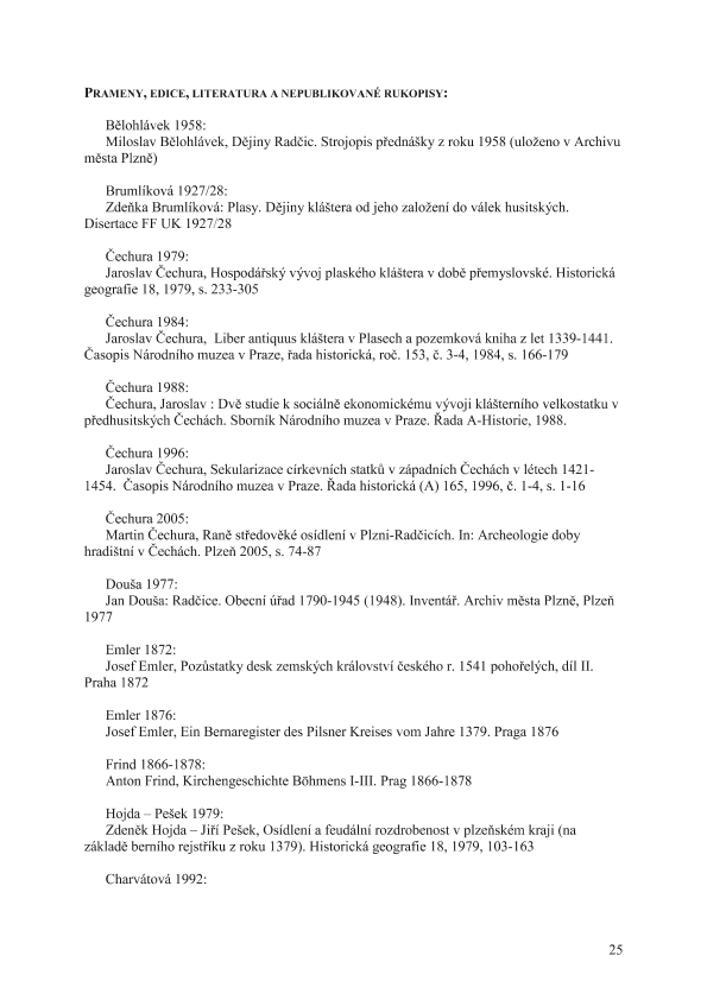 PRAMENY, EDICE, LITERATURA A NEPUBLIKOVANÉ RUKOPISY:
Bělohlávek 1958:
Miloslav Bělohlávek, Dějiny Radčic. Strojopis přednášky z roku 1958 (uloženo v Archivu
města Plzně)
Brumlíková 1927/28:
Zdeňka Brumlíková: Plasy. Dějiny kláštera od jeho založení do válek husitských.
Disertace FF UK 1927/28
Čechura 1979:
Jaroslav Čechura, Hospodářský vývoj plaského kláštera v době přemyslovské. Historická
geografie 18, 1979, s. 233-305
Čechura 1984:
Jaroslav Čechura, Liber antiquus kláštera v Plasech a pozemková kniha z let 1339-1441.
Časopis Národního muzea v Praze, řada historická, roč. 153, č. 3-4, 1984, s. 166-179
Čechura 1988:
Čechura, Jaroslav : Dvě studie k sociálně ekonomickému vývoji klášterního velkostatku v
předhusitských Čechách. Sborník Národního muzea v Praze. Řada A-Historie, 1988.
Čechura 1996:
Jaroslav Čechura, Sekularizace církevních statků v západních Čechách v létech 1421-
1454. Časopis Národního muzea v Praze. Řada historická (A) 165, 1996, č. 1-4, s. 1-16
Čechura 2005:
Martin Čechura, Raně středověké osídlení v Plzni-Radčicích. In: Archeologie doby
hradištní v Čechách. Plzeň 2005, s. 74-87
Douša 1977:
Jan Douša: Radčice. Obecní úřad 1790-1945 (1948). Inventář. Archiv města Plzně, Plzeň
1977
Emler 1872:
Josef Emler, Pozůstatky desk zemských království českého r. 1541 pohořelých, díl II.
Praha 1872
Emler 1876:
Josef Emler, Ein Bernaregister des Pilsner Kreises vom Jahre 1379. Praga 1876
Frind 1866-1878:
Anton Frind, Kirchengeschichte Böhmens I-III. Prag 1866-1878
Hojda – Pešek 1979:
Zdeněk Hojda – Jiří Pešek, Osídlení a feudální rozdrobenost v plzeňském kraji (na
základě berního rejstříku z roku 1379). Historická geografie 18, 1979, 103-163
Charvátová 1992:
25